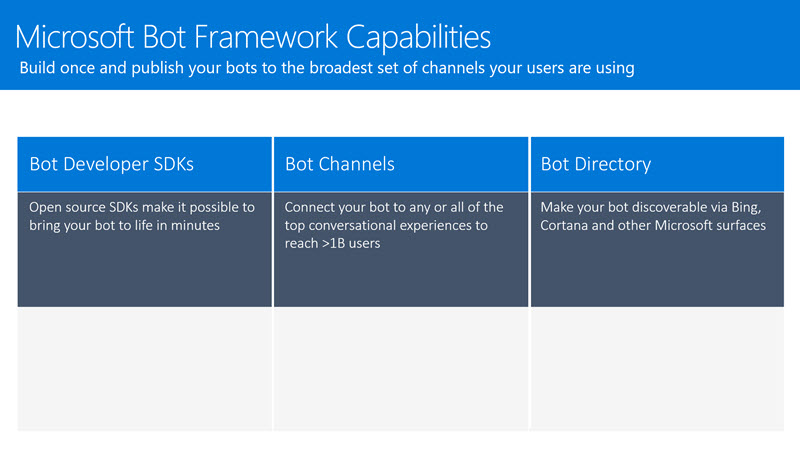 Microsoft Bot Framework Capabilities
Build once and publish your bots to the broadest set of channels your users are using
Bot Developer SDKs
Open source SDKs make it possible to
bring your bot to life in minutes
Bot Channels
Connect your bot to any or all of the
top conversational experiences to
reach >1B users
Bot Directory
Make your bot discoverable via Bing,
Cortana and other Microsoft surfaces